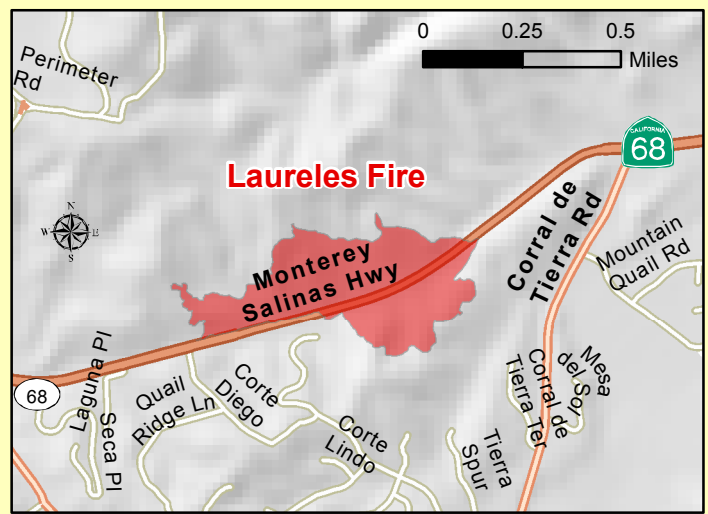 0 0.25 0.5
Miles
Perimeter
Rd
CALIFORNIA
68
Laureles Fire
N
W E
S
Monterey
Salinas Hwy
Corral de
Tierra Rd
Mountain
Quail Rd
68
Laguna Pl
Seca Pl
Quail
Ridge Ln
Corte
Diego
Corte
Lindo
Tierra
Spur
Corral de
Tierra Ter
Mesa
del Sol